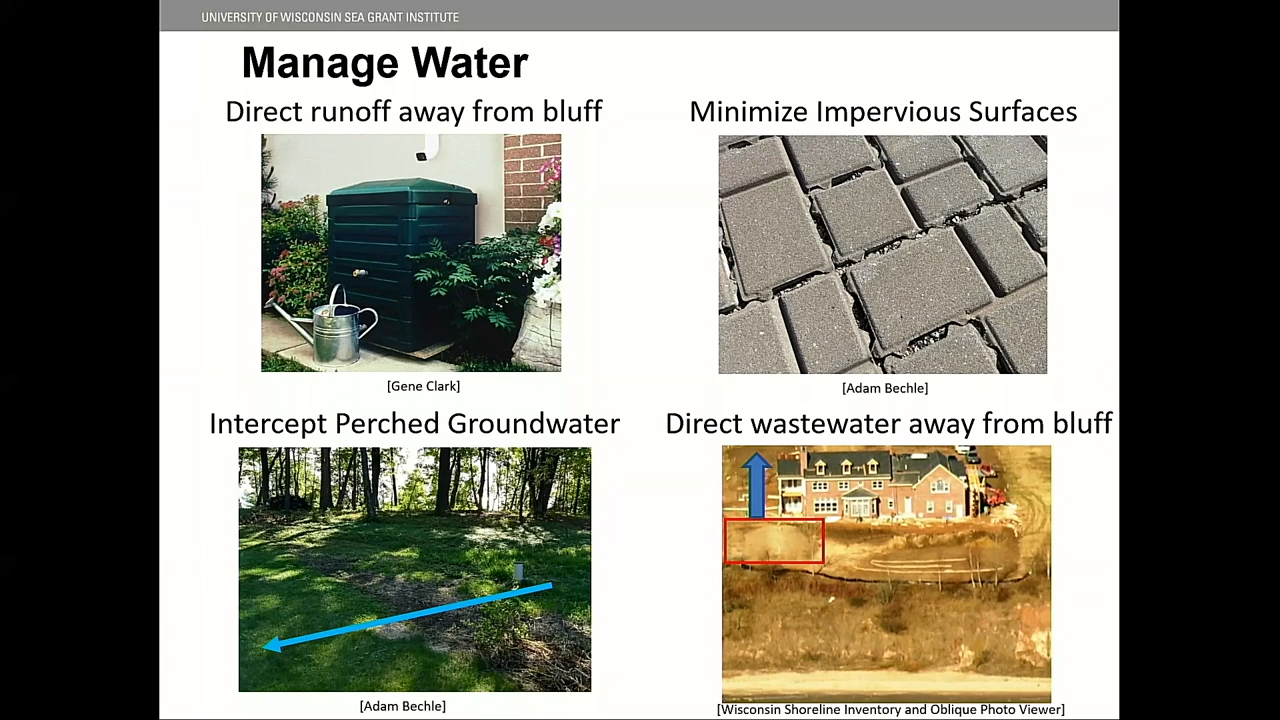 UNIVERSITY OF WISCONSIN SEA GRANT INSTITUTE
Manage Water
Direct runoff away from bluff
Minimize Impervious Surfaces
[Gene Clark]
[Adam Bechle]
Intercept Perched Groundwater
Direct wastewater away from bluff
[Adam Bechle]
[Wisconsin Shoreline Inventory and Oblique Photo Viewer]